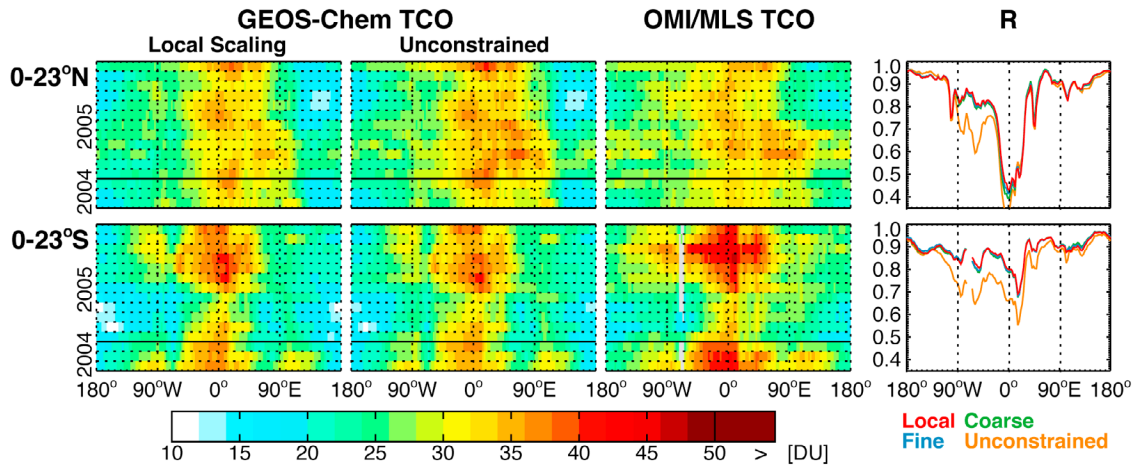 GEOS-Chem TCO OMI/MLS TCO R
Local Scaling Unconstrained
0-23°N
2005
2004
1.0
0.9
0.8
0.7
0.6
0.5
0.4
0-23°S
2005
2004
1.0
0.9
0.8
0.7
0.6
0.5
0.4
180° 90°W 0° 90°E 180° 90°W 0° 90°E 180° 90°W 0° 90°E 180° 180° 90°W 0° 90°E 180°
10 15 20 25 30 35 40 45 50 > [DU]
Local Coarse
Fine Unconstrained